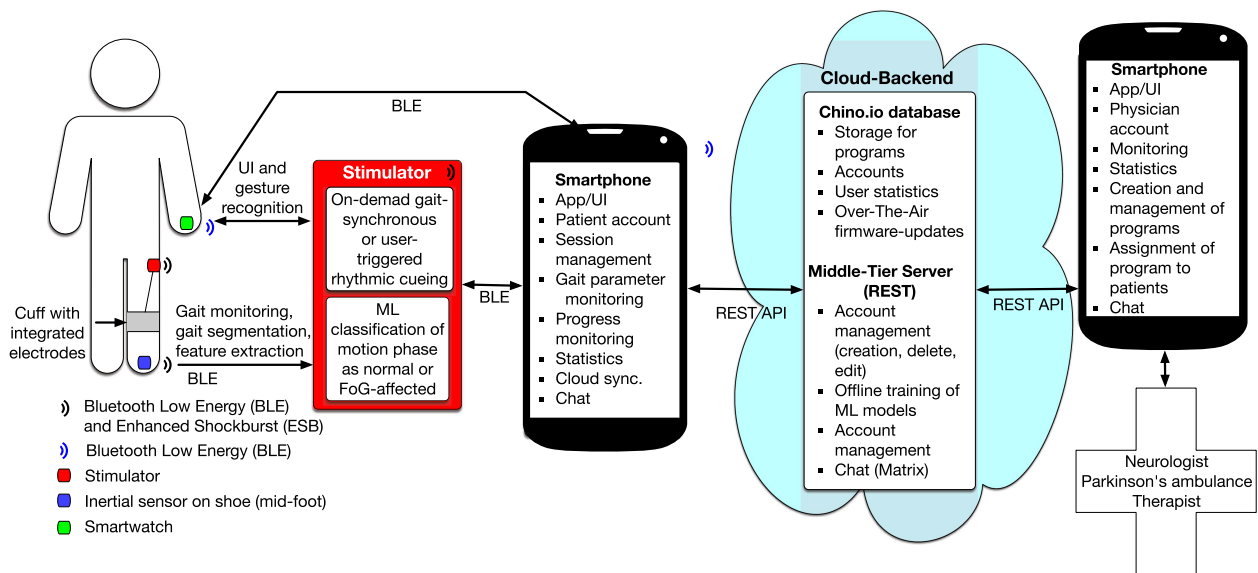 BLE
UI and
gesture
recognition
Cuff with
integrated
electrodes
Gait monitoring,
gait segmentation,
feature extraction
BLE
Stimulator
On-demad gait-
synchronous
or user-
triggered
rhythmic cueing
ML
classification of
motion phase
as normal or
FoG-affected
BLE
Smartphone
▪ App/UI
▪ Patient account
▪ Session
management
▪ Gait parameter
monitoring
▪ Progress
monitoring
▪ Statistics
▪ Cloud sync.
▪ Chat
REST API
Cloud-Backend
Chino.io database
▪ Storage for
programs
▪ Accounts
▪ User statistics
▪ Over-The-Air
firmware-updates
Middle-Tier Server
(REST)
▪ Account
management
(creation, delete,
edit)
▪ Offline training of
ML models
▪ Account
management
▪ Chat (Matrix)
REST API
Smartphone
▪ App/UI
▪ Physician
account
▪ Monitoring
▪ Statistics
▪ Creation and
management of
programs
▪ Assignment of
program to
patients
▪ Chat
Neurologist
Parkinson's ambulance
Therapist
Bluetooth Low Energy (BLE)
and Enhanced Shockburst (ESB)
Bluetooth Low Energy (BLE)
Stimulator
Inertial sensor on shoe (mid-foot)
Smartwatch